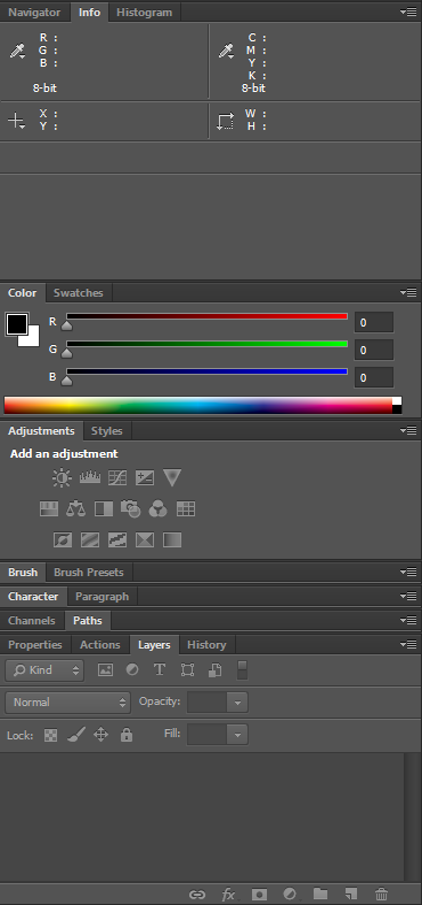 Navigator Info Histogram
R : C :
G : M :
B : Y :
K :
8-bit 8-bit
X : W :
Y : H :
Color Swatches
R 0
G 0
B 0
Adjustments Styles
Add an adjustment
Brush Brush Presets
Character Paragraph
Channels Paths
Properties Actions Layers History
Kind T
Normal Opacity:
Lock: Fill:
fx